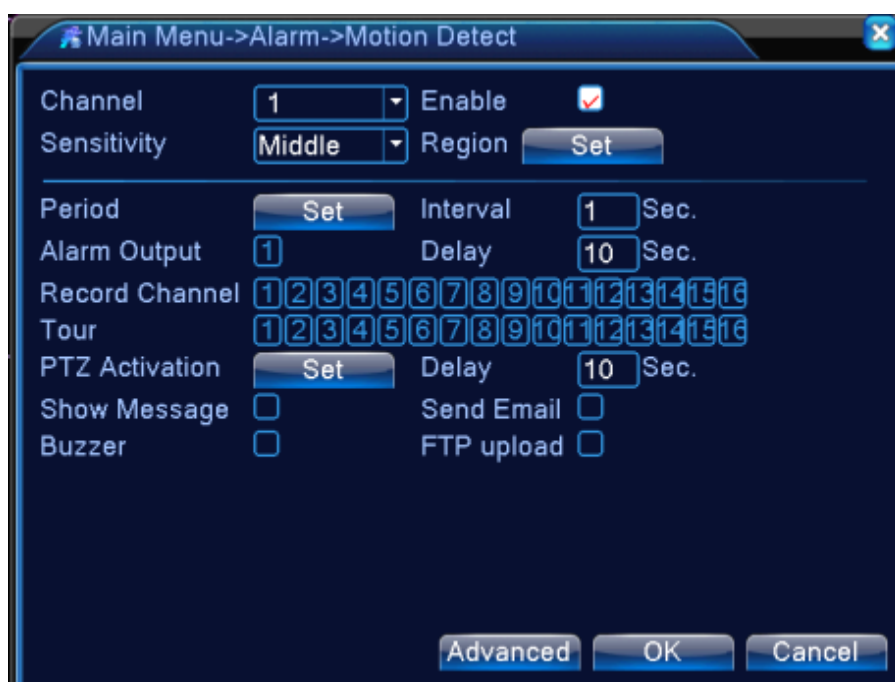 Main Menu->Alarm->Motion Detect
Channel 1 Enable
Sensitivity Middle Region Set
Period Set Interval 1 Sec.
Alarm Output 1 Delay 10 Sec.
Record Channel 1 2 3 4 5 6 7 8 9 10 11 12 13 14 15 16
Tour 1 2 3 4 5 6 7 8 9 10 11 12 13 14 15 16
PTZ Activation Set Delay 10 Sec.
Show Message Send Email
Buzzer FTP upload
Advanced OK Cancel